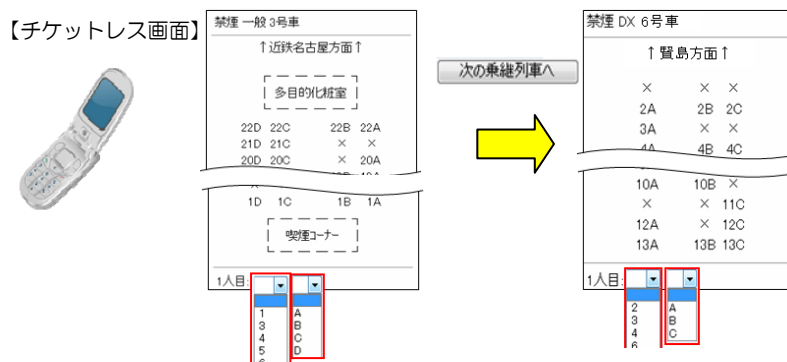 【チケットレス画面】
禁煙 一般 3号車
↑近鉄名古屋方面↑
多目的化粧室
22D 22C 22B 22A
21D 21C × ×
20D 20C × 20A
×
1D 1C 1B 1A
喫煙コーナー
1人目:
1 A
3 B
4 C
5 D
6
次の乗継列車へ
禁煙 DX 6号車
↑賢島方面↑
× × ×
2A 2B 2C
3A × ×
4A 4B 4C
10A 10B ×
× × 11C
12A × 12C
13A 13B 13C
1人目:
2 A
3 B
4 C
6